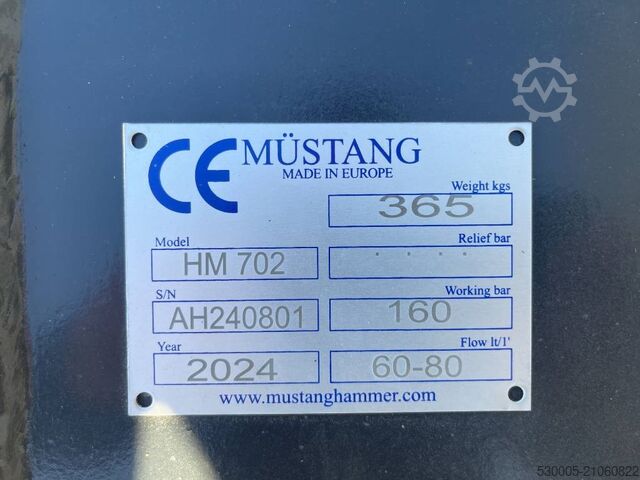 CE MÜSTANG
MADE IN EUROPE
Weight kgs
365
Model
HM 702
Relief bar
. . . .
S/N
AH240801
Working bar
160
Year
2024
Flow lt/1'
60-80
www.mustanghammer.com
530005-21060822